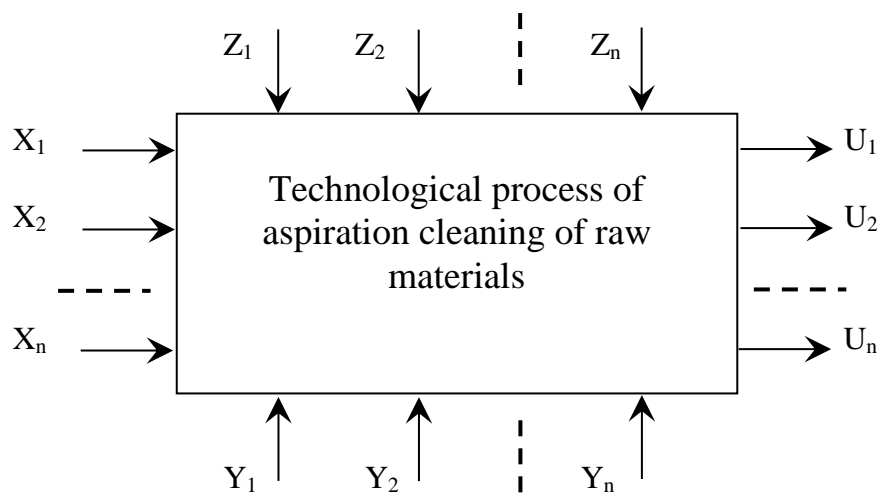 Z₁ Z₂ Zₙ
X₁ U₁
Technological process of
X₂ aspiration cleaning of raw U₂
materials
Xₙ Uₙ
Y₁ Y₂ Yₙ